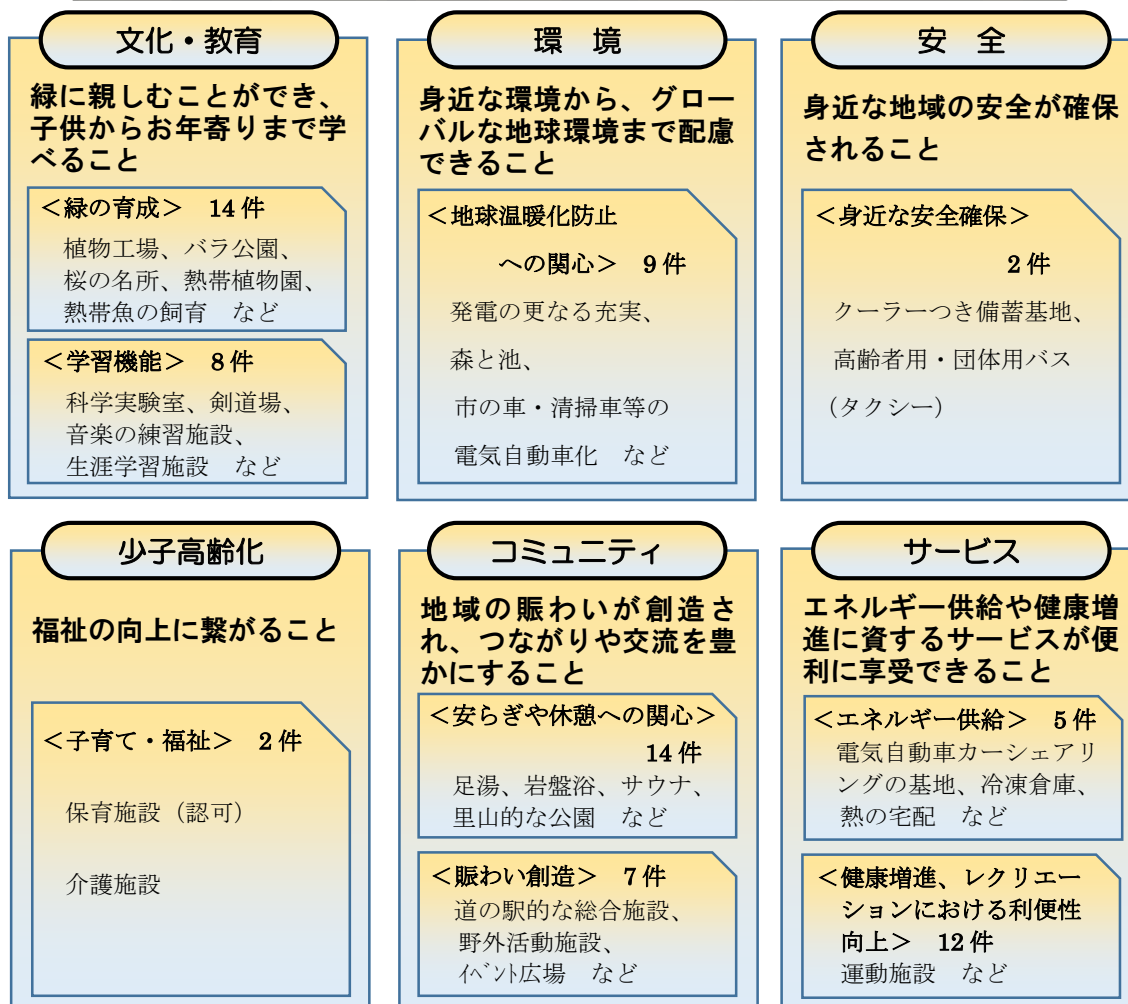 文化・教育
緑に親しむことができ、
子供からお年寄りまで学
べること
＜緑の育成＞　14 件
植物工場、バラ公園、
桜の名所、熱帯植物園、
熱帯魚の飼育　など
＜学習機能＞　8 件
科学実験室、剣道場、
音楽の練習施設、
生涯学習施設　など
環　境
身近な環境から、グロー
バルな地球環境まで配慮
できること
＜地球温暖化防止
への関心＞　9 件
発電の更なる充実、
森と池、
市の車・清掃車等の
電気自動車化　など
安　全
身近な地域の安全が確保
されること
＜身近な安全確保＞
2 件
クーラーつき備蓄基地、
高齢者用・団体用バス
（タクシー）
少子高齢化
福祉の向上に繋がること
＜子育て・福祉＞　2 件
保育施設（認可）
介護施設
コミュニティ
地域の賑わいが創造さ
れ、つながりや交流を豊
かにすること
＜安らぎや休憩への関心＞
14 件
足湯、岩盤浴、サウナ、
里山的な公園　など
＜賑わい創造＞　7 件
道の駅的な総合施設、
野外活動施設、
ｲﾍﾞﾝﾄ広場　など
サービス
エネルギー供給や健康増
進に資するサービスが便
利に享受できること
＜エネルギー供給＞　5 件
電気自動車カーシェアリ
ングの基地、冷凍倉庫、
熱の宅配　など
＜健康増進、レクリエー
ションにおける利便性
向上＞　12 件
運動施設　など